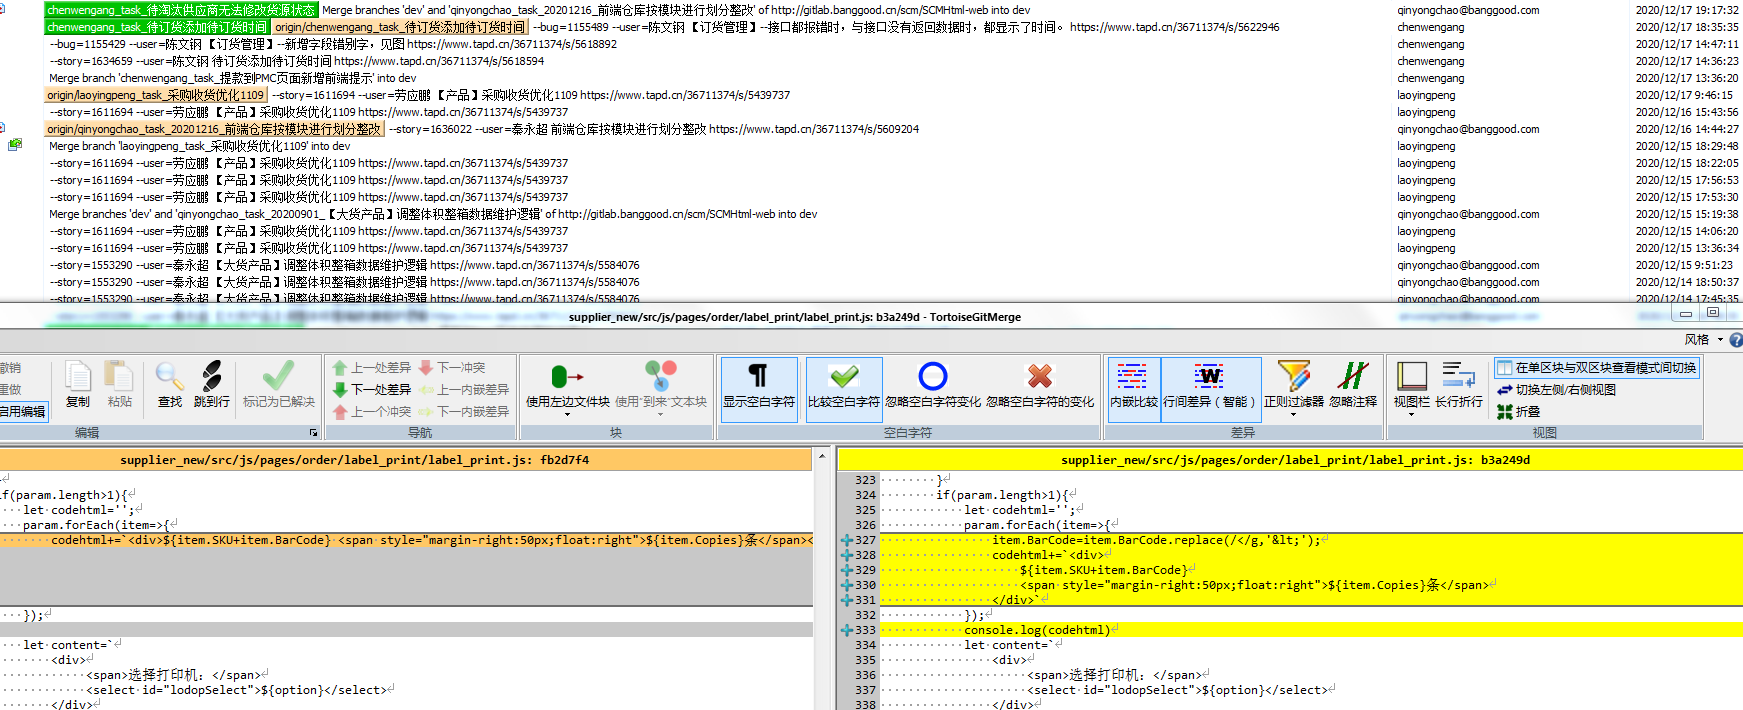 chenwengang_task_待淘汰供应商无法修改货源状态 Merge branches 'dev' and 'qinyongchao_task_20201216_前端仓库按模块进行划分整改' of http://gitlab.banggood.cn/scm/SCMHtml-web into dev qinyongchao@banggood.com 2020/12/17 19:17:32
chenwengang_task_待订货添加待订货时间 origin/chenwengang_task_待订货添加待订货时间 --bug=1155489 --user=陈文钢 【订货管理】--接口都报错时，与接口没有返回数据时，都显示了时间。 https://www.tapd.cn/36711374/s/5622946 chenwengang 2020/12/17 18:35:35
--bug=1155429 --user=陈文钢 【订货管理】--新增字段错别字，见图 https://www.tapd.cn/36711374/s/5618892 chenwengang 2020/12/17 14:47:11
--story=1634659 --user=陈文钢 待订货添加待订货时间 https://www.tapd.cn/36711374/s/5618594 chenwengang 2020/12/17 14:36:23
Merge branch 'chenwengang_task_提款到PMC页面新增前端提示' into dev chenwengang 2020/12/17 13:36:20
origin/laoyingpeng_task_采购收货优化1109 --story=1611694 --user=劳应鹏 【产品】采购收货优化1109 https://www.tapd.cn/36711374/s/5439737 laoyingpeng 2020/12/17 9:46:15
--story=1611694 --user=劳应鹏 【产品】采购收货优化1109 https://www.tapd.cn/36711374/s/5439737 laoyingpeng 2020/12/16 15:43:56
origin/qinyongchao_task_20201216_前端仓库按模块进行划分整改 --story=1636022 --user=秦永超 前端仓库按模块进行划分整改 https://www.tapd.cn/36711374/s/5609204 qinyongchao@banggood.com 2020/12/16 14:44:27
Merge branch 'laoyingpeng_task_采购收货优化1109' into dev laoyingpeng 2020/12/15 18:29:48
--story=1611694 --user=劳应鹏 【产品】采购收货优化1109 https://www.tapd.cn/36711374/s/5439737 laoyingpeng 2020/12/15 18:22:05
--story=1611694 --user=劳应鹏 【产品】采购收货优化1109 https://www.tapd.cn/36711374/s/5439737 laoyingpeng 2020/12/15 17:56:53
--story=1611694 --user=劳应鹏 【产品】采购收货优化1109 https://www.tapd.cn/36711374/s/5439737 laoyingpeng 2020/12/15 17:53:30
Merge branches 'dev' and 'qinyongchao_task_20200901_【大货产品】调整体积整箱数据维护逻辑' of http://gitlab.banggood.cn/scm/SCMHtml-web into dev qinyongchao@banggood.com 2020/12/15 15:19:38
--story=1611694 --user=劳应鹏 【产品】采购收货优化1109 https://www.tapd.cn/36711374/s/5439737 laoyingpeng 2020/12/15 14:06:20
--story=1611694 --user=劳应鹏 【产品】采购收货优化1109 https://www.tapd.cn/36711374/s/5439737 laoyingpeng 2020/12/15 13:36:34
--story=1553290 --user=秦永超 【大货产品】调整体积整箱数据维护逻辑 https://www.tapd.cn/36711374/s/5584076 qinyongchao@banggood.com 2020/12/15 9:51:23
--story=1553290 --user=秦永超 【大货产品】调整体积整箱数据维护逻辑 https://www.tapd.cn/36711374/s/5584076 qinyongchao@banggood.com 2020/12/14 18:50:37
--story=1553290 --user=秦永超 【大货产品】调整体积整箱数据维护逻辑 https://www.tapd.cn/36711374/s/5584076 qinyongchao@banggood.com 2020/12/14 17:45:35
supplier_new/src/js/pages/order/label_print/label_print.js: b3a249d - TortoiseGitMerge
风格
撤销 上一处差异 下一冲突 在单区块与双区块查看模式间切换
重做 下一处差异 上一内嵌差异 切换左侧/右侧视图
启用编辑 复制 粘贴 查找 跳到行 标记为已解决 上一个冲突 下一内嵌差异 使用左边文件块 使用"到来"文本块 显示空白字符 比较空白字符 忽略空白字符变化 忽略空白字符的变化 内嵌比较 行间差异（智能） 正则过滤器 忽略注释 视图栏 长行折行 折叠
编辑 导航 块 空白字符 差异 视图
supplier_new/src/js/pages/order/label_print/label_print.js: fb2d7f4
if(param.length>1){
let codehtml='';
param.forEach(item=>{
codehtml+=`<div>${item.SKU+item.BarCode} <span style="margin-right:50px;float:right">${item.Copies}条</span><
});
let content=`
<div>
<span>选择打印机：</span>
<select id="lodopSelect">${option}</select>
</div>
supplier_new/src/js/pages/order/label_print/label_print.js: b3a249d
323 }
324 if(param.length>1){
325 let codehtml='';
326 param.forEach(item=>{
327 item.BarCode=item.BarCode.replace(/</g,'&lt;');
328 codehtml+=`<div>
329 ${item.SKU+item.BarCode}
330 <span style="margin-right:50px;float:right">${item.Copies}条</span>
331 </div>`
332 });
333 console.log(codehtml)
334 let content=`
335 <div>
336 <span>选择打印机：</span>
337 <select id="lodopSelect">${option}</select>
338 </div>